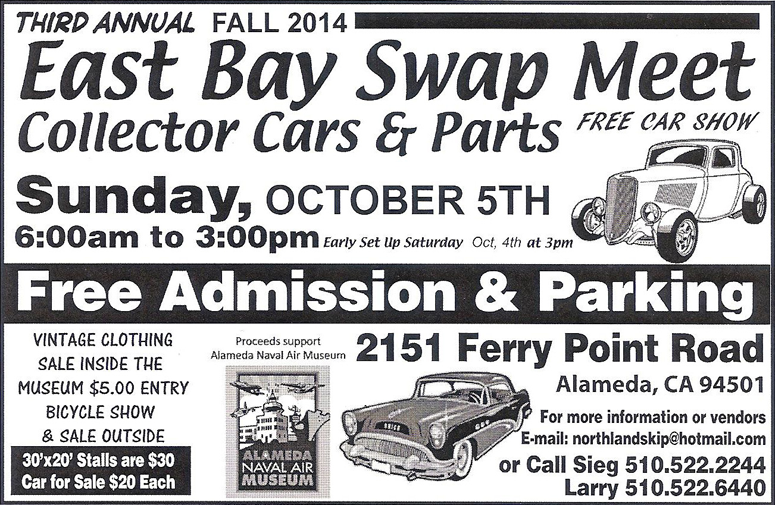 THIRD ANNUAL FALL 2014
East Bay Swap Meet
Collector Cars & Parts FREE CAR SHOW
Sunday, OCTOBER 5TH
6:00am to 3:00pm Early Set Up Saturday Oct, 4th at 3pm
Free Admission & Parking
VINTAGE CLOTHING
SALE INSIDE THE
MUSEUM $5.00 ENTRY
BICYCLE SHOW
& SALE OUTSIDE
30'x20' Stalls are $30
Car for Sale $20 Each
Proceeds support
Alameda Naval Air Museum
ALAMEDA
NAVAL AIR
MUSEUM
BUICK
2151 Ferry Point Road
Alameda, CA 94501
For more information or vendors
E-mail: northlandskip@hotmail.com
or Call Sieg 510.522.2244
Larry 510.522.6440